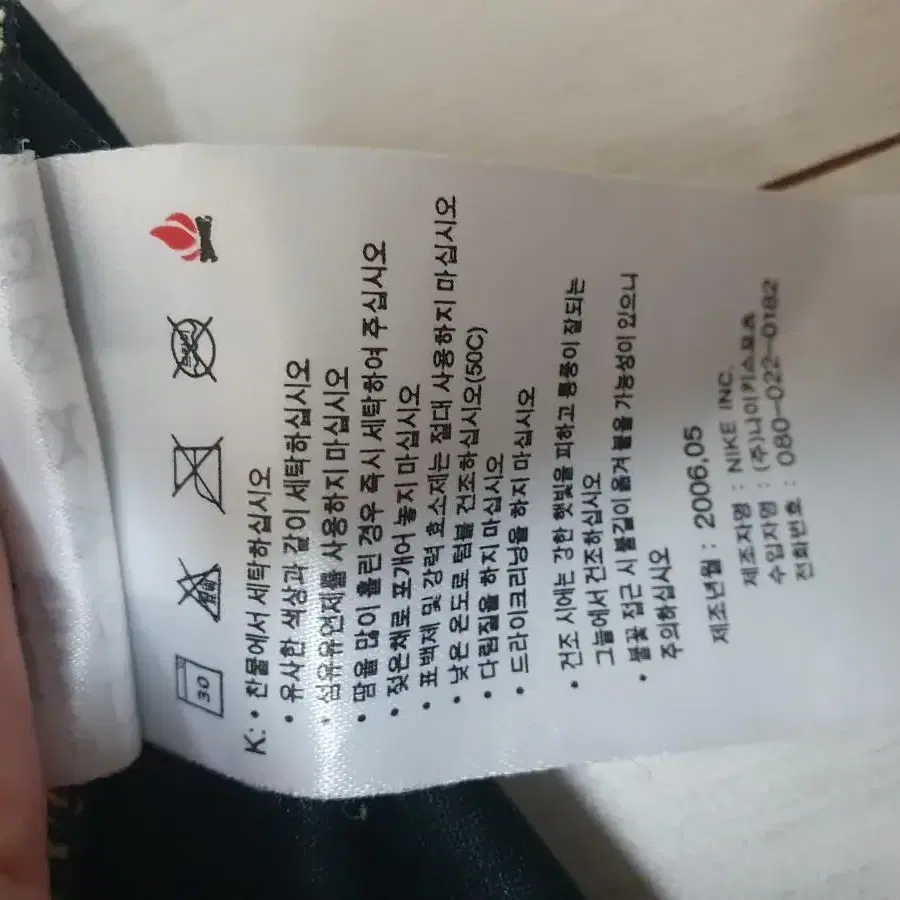 30
K: • 찬물에서 세탁하십시오
• 유사한 색상과 같이 세탁하십시오
• 섬유유연제를 사용하지 마십시오
• 땀을 많이 흘린 경우 즉시 세탁하여 주십시오
• 젖은채로 포개어 놓지 마십시오
• 표백제 및 강력 효소제는 절대 사용하지 마십시오
• 낮은 온도로 텀블 건조하십시오(50C)
• 다림질을 하지 마십시오
• 드라이크리닝을 하지 마십시오
• 건조 시에는 강한 햇빛을 피하고 통풍이 잘되는
그늘에서 건조하십시오
• 불꽃 접근 시 불길이 옮겨 붙을 가능성이 있으니
주의하십시오
제조년월 : 2006,05
제조자명 : NIKE INC.
수입자명 : (주)나이키스포츠
전화번호 : 080-022-0182